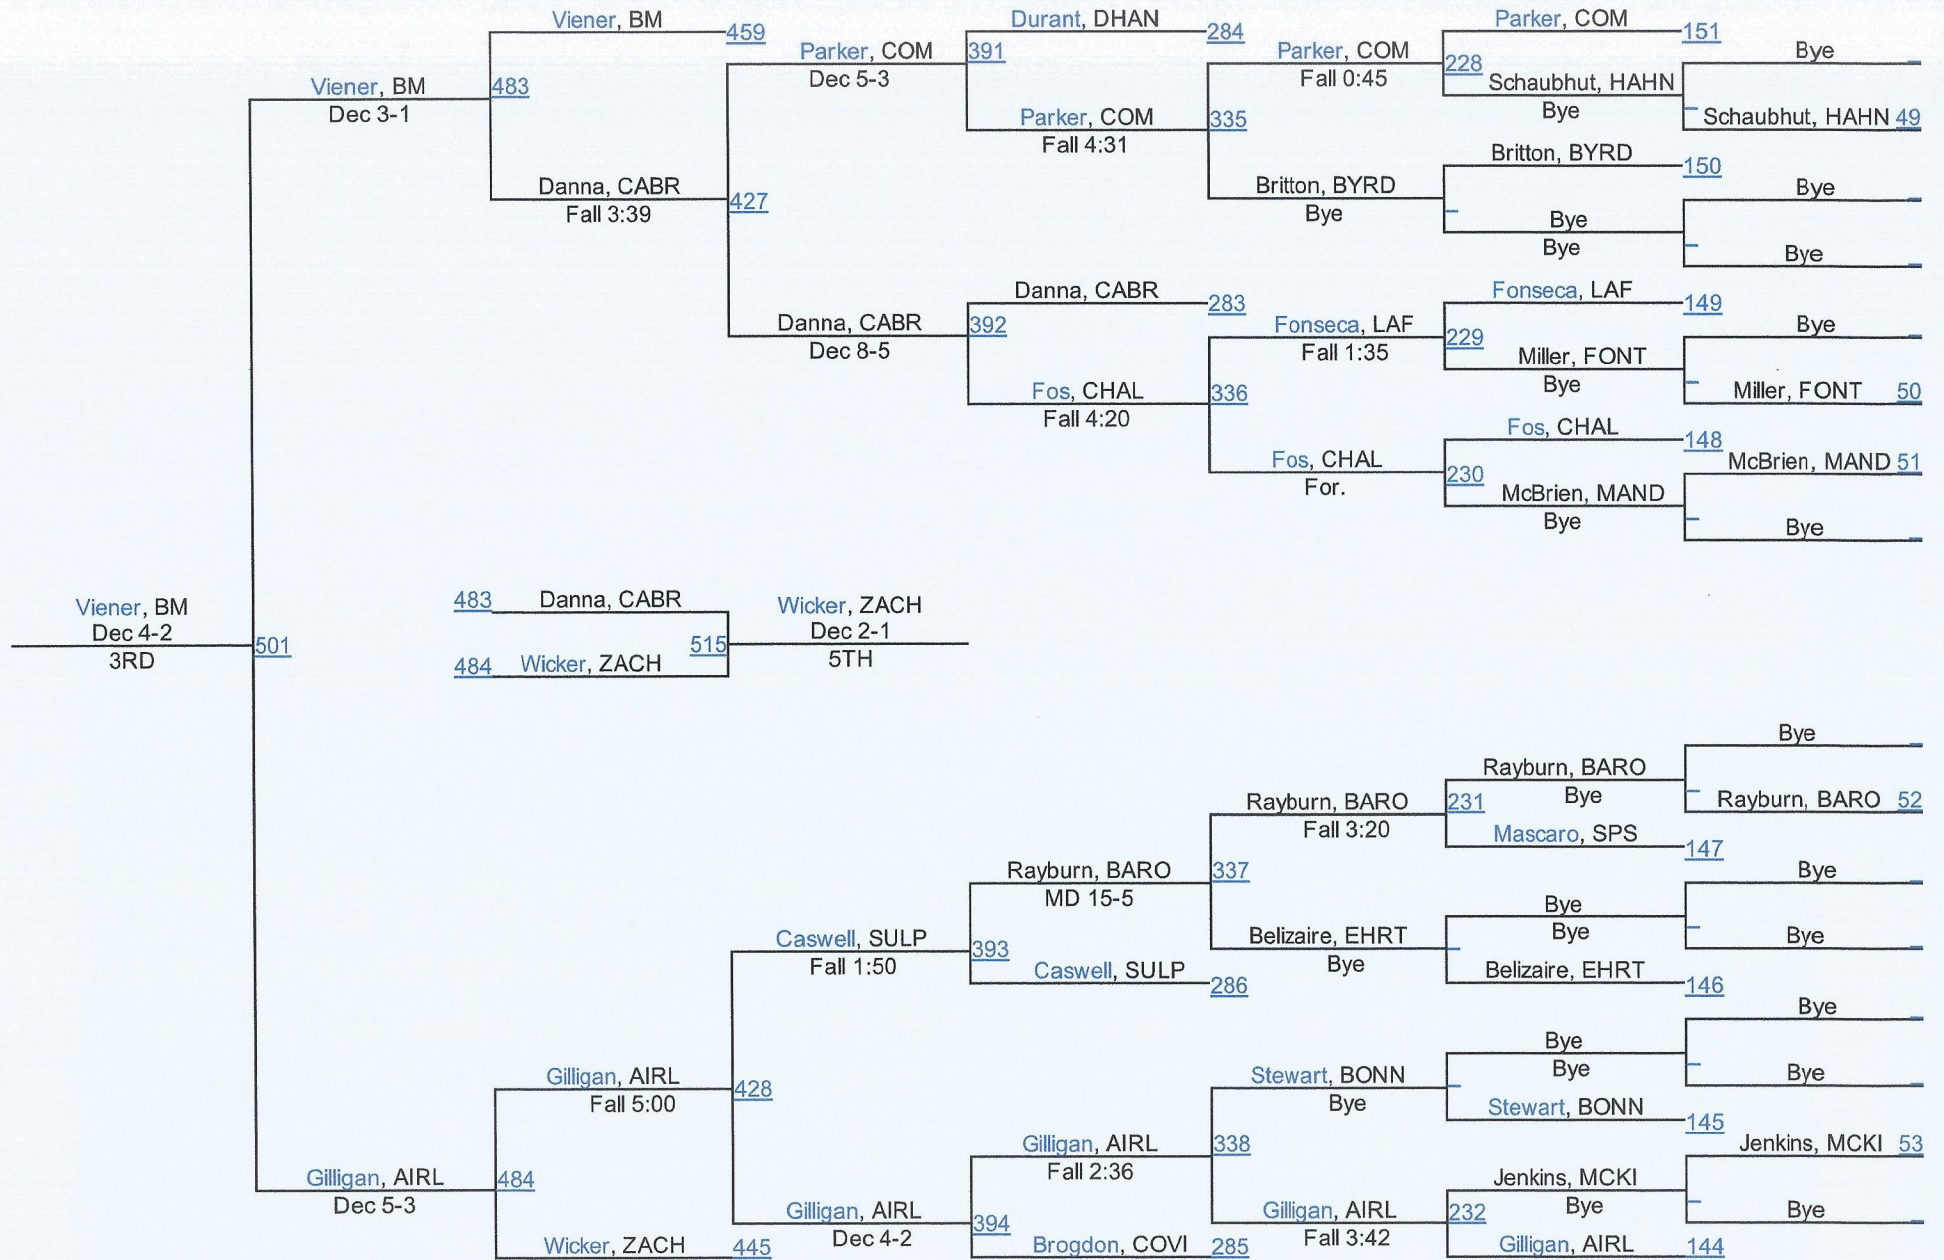 Viener, BM
459
Viener, BM
483
Dec 3-1
Danna, CABR
Fall 3:39
427
Parker, COM
Dec 5-3
391
Durant, DHAN
284
Parker, COM
Fall 4:31
335
Parker, COM
Fall 0:45
228
Parker, COM
151
Schaubhut, HAHN
Bye
Bye
Schaubhut, HAHN 49
Britton, BYRD
Bye
Britton, BYRD
150
Bye
Bye
Bye
Bye
Danna, CABR
Dec 8-5
392
Danna, CABR
283
Fos, CHAL
Fall 4:20
336
Fonseca, LAF
Fall 1:35
229
Fonseca, LAF
149
Miller, FONT
Bye
Bye
Miller, FONT 50
Fos, CHAL
For.
230
Fos, CHAL
148
McBrien, MAND
Bye
McBrien, MAND 51
Bye
Viener, BM
Dec 4-2
3RD
501
483 Danna, CABR
484 Wicker, ZACH
515
Wicker, ZACH
Dec 2-1
5TH
Gilligan, AIRL
Dec 5-3
484
Gilligan, AIRL
Fall 5:00
428
Wicker, ZACH 445
Caswell, SULP
Fall 1:50
393
Rayburn, BARO
MD 15-5
337
Caswell, SULP
286
Rayburn, BARO
Fall 3:20
231
Rayburn, BARO
Bye
Bye
Rayburn, BARO 52
Mascaro, SPS
147
Belizaire, EHRT
Bye
Bye
Bye
Bye
Bye
Belizaire, EHRT
146
Gilligan, AIRL
Dec 4-2
394
Gilligan, AIRL
Fall 2:36
338
Brogdon, COVI 285
Stewart, BONN
Bye
Bye
Bye
Bye
Bye
Stewart, BONN
145
Gilligan, AIRL
Fall 3:42
232
Jenkins, MCKI
Bye
Jenkins, MCKI 53
Bye
Gilligan, AIRL 144